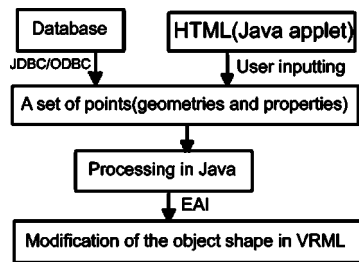 Database
HTML(Java applet)
JDBC/ODBC
User inputting
A set of points(geometries and properties)
Processing in Java
EAI
Modification of the object shape in VRML